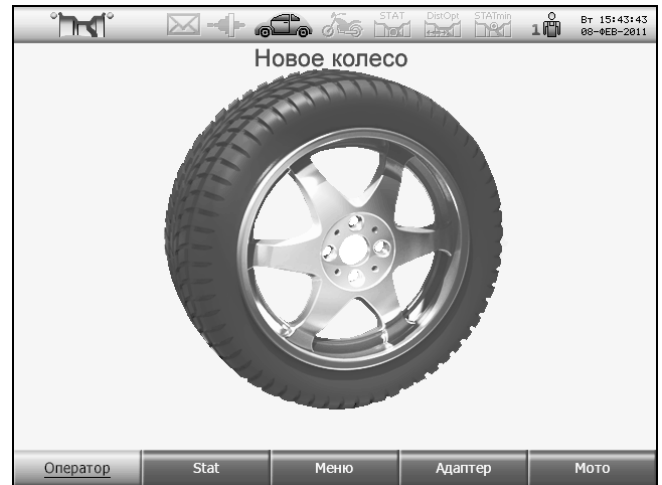 STAT DistOpt STATmin
1 Вт 15:43:43
08-ФЕВ-2011
Новое колесо
Оператор Stat Меню Адаптер Мото